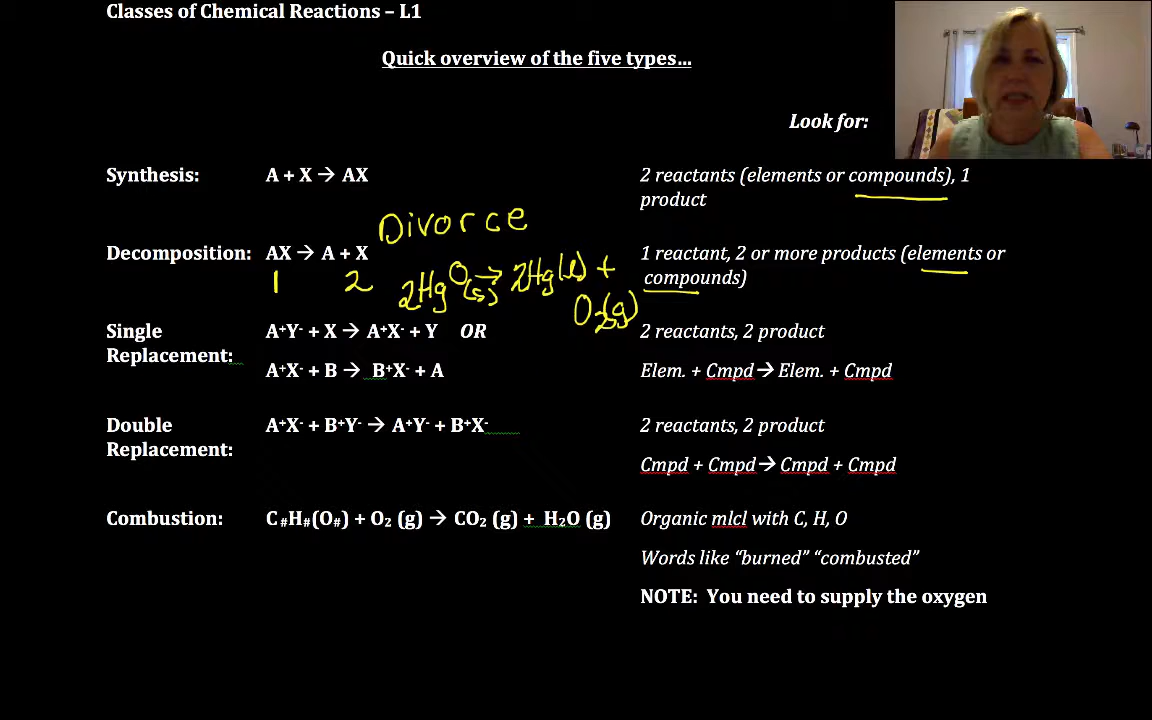 Classes of Chemical Reactions – L1
Quick overview of the five types…
Look for:
Synthesis: A + X → AX 2 reactants (elements or compounds), 1
product
Divorce
Decomposition: AX → A + X 1 reactant, 2 or more products (elements or
compounds)
1 2 2HgO(s) → 2Hg(l) +
O₂(g)
Single A⁺Y⁻ + X → A⁺X⁻ + Y OR 2 reactants, 2 product
Replacement:
A⁺X⁻ + B → B⁺X⁻ + A Elem. + Cmpd → Elem. + Cmpd
Double A⁺X⁻ + B⁺Y⁻ → A⁺Y⁻ + B⁺X⁻ 2 reactants, 2 product
Replacement:
Cmpd + Cmpd → Cmpd + Cmpd
Combustion: C#H#(O#) + O₂ (g) → CO₂ (g) + H₂O (g) Organic mlcl with C, H, O
Words like “burned” “combusted”
NOTE: You need to supply the oxygen